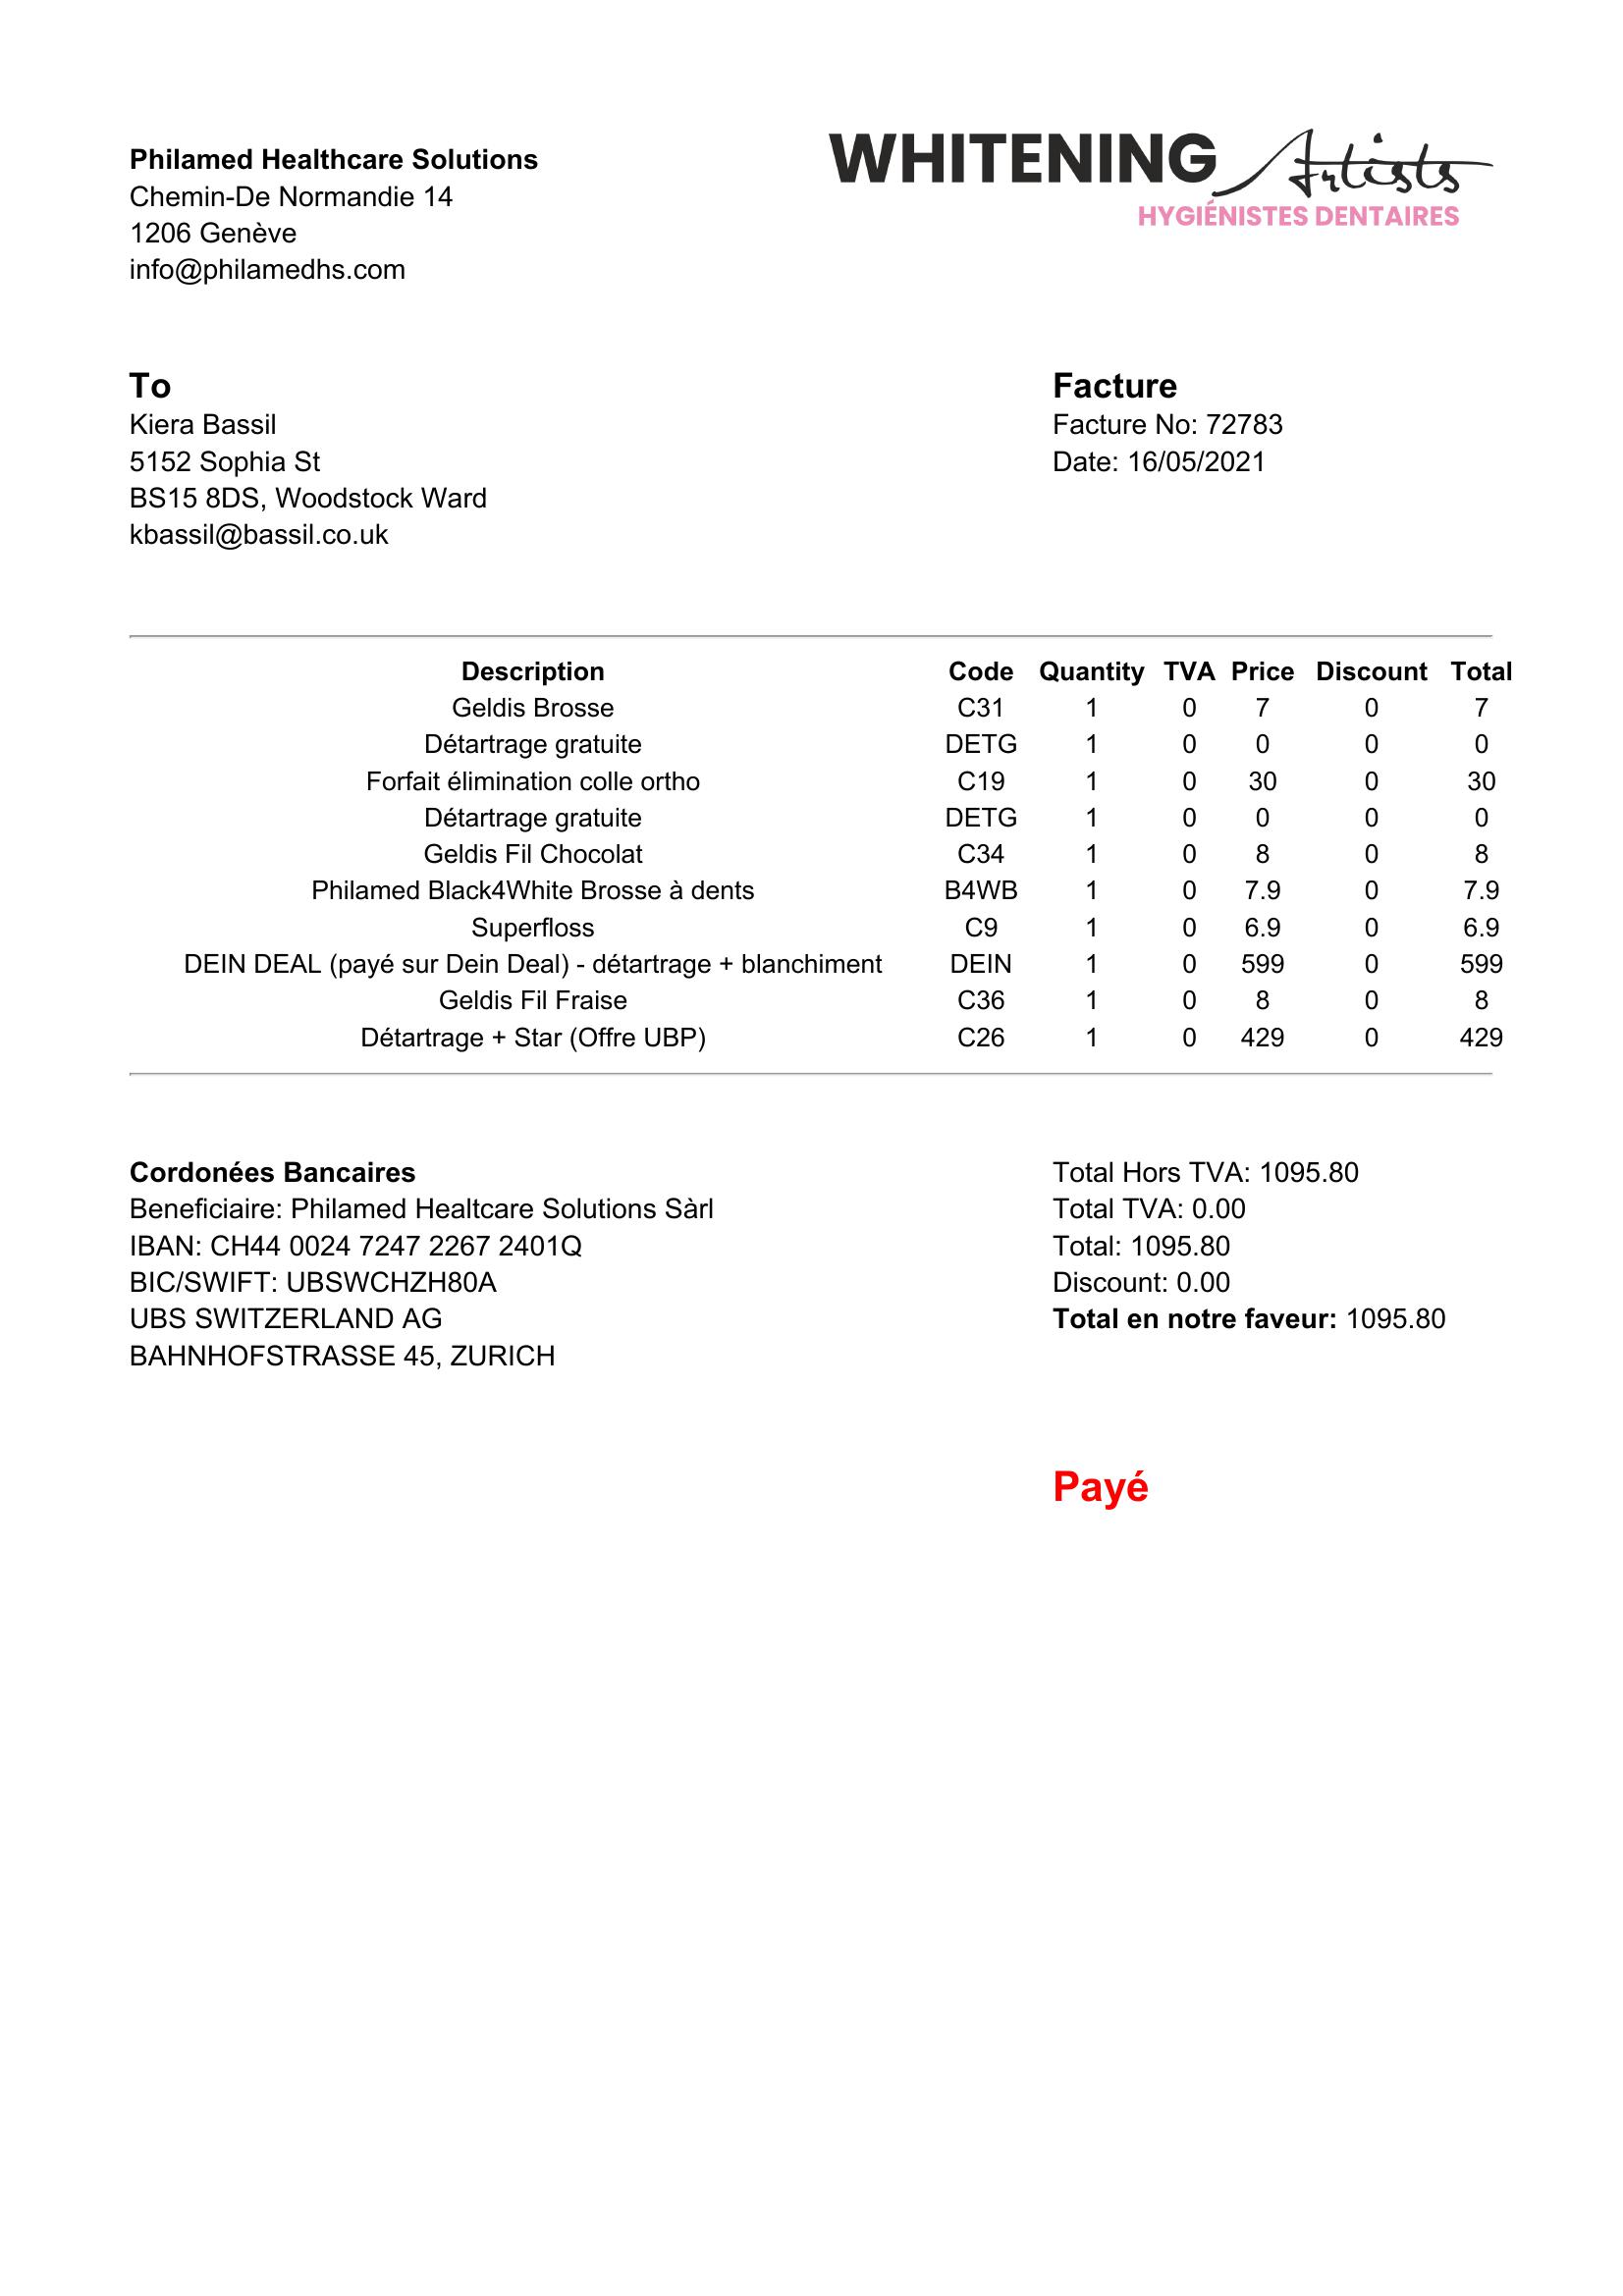 Philamed Healthcare Solutions
Chemin-De Normandie 14
1206 Genève
info@philamedhs.com
WHITENING Artists
HYGIÉNISTES DENTAIRES
To
Kiera Bassil
5152 Sophia St
BS15 8DS, Woodstock Ward
kbassil@bassil.co.uk
Facture
Facture No: 72783
Date: 16/05/2021
Description Code Quantity TVA Price Discount Total
Geldis Brosse C31 1 0 7 0 7
Détartrage gratuite DETG 1 0 0 0 0
Forfait élimination colle ortho C19 1 0 30 0 30
Détartrage gratuite DETG 1 0 0 0 0
Geldis Fil Chocolat C34 1 0 8 0 8
Philamed Black4White Brosse à dents B4WB 1 0 7.9 0 7.9
Superfloss C9 1 0 6.9 0 6.9
DEIN DEAL (payé sur Dein Deal) - détartrage + blanchiment DEIN 1 0 599 0 599
Geldis Fil Fraise C36 1 0 8 0 8
Détartrage + Star (Offre UBP) C26 1 0 429 0 429
Cordonées Bancaires
Beneficiaire: Philamed Healtcare Solutions Sàrl
IBAN: CH44 0024 7247 2267 2401Q
BIC/SWIFT: UBSWCHZH80A
UBS SWITZERLAND AG
BAHNHOFSTRASSE 45, ZURICH
Total Hors TVA: 1095.80
Total TVA: 0.00
Total: 1095.80
Discount: 0.00
Total en notre faveur: 1095.80
Payé